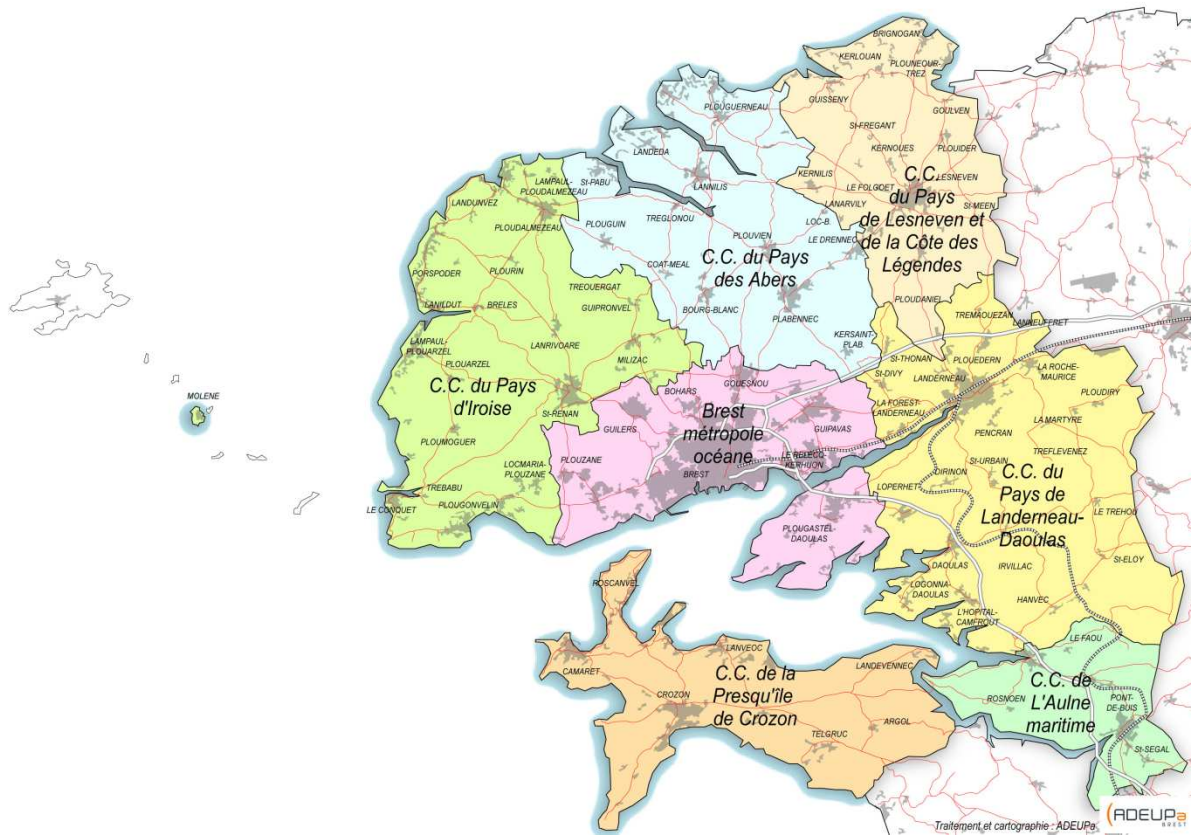 BRIGNOGAN
KERLOUAN
PLOUNEOUR-
TREZ
GUISSENY
GOULVEN
PLOUGUERNEAU
ST-FREGANT
KERNOUES
PLOUIDER
LANDEDA
LANNILIS
KERNILIS
LE FOLGOET
LESNEVEN
C.C.
du Pays
de Lesneven et
de la Côte des
Légendes
LANARVILY
ST-MEEN
LOC-B.
LE DRENNEC
PLOUDANIEL
TREMAOUEZAN
LANNEUFFRET
LAMPAUL-
PLOUDALMEZEAU
ST-PABU
LANDUNVEZ
PLOUDALMEZEAU
PLOUGUIN
TREGLONOU
PLOUVIEN
COAT-MEAL
C.C. du Pays
des Abers
BOURG-BLANC
PLABENNEC
KERSAINT-
PLAB.
PORSPODER
PLOURIN
TREOUERGAT
LANILDUT
BRELES
GUIPRONVEL
LAMPAUL-
PLOUARZEL
PLOUARZEL
LANRIVOARE
MILIZAC
C.C. du Pays
d'Iroise
ST-RENAN
MOLENE
PLOUMOGUER
LOCMARIA-
PLOUZANE
TREBABU
LE CONQUET
PLOUGONVELIN
BOHARS
GOUESNOU
GUILERS
Brest
métropole
océane
GUIPAVAS
PLOUZANE
BREST
LE RELECQ-
KERHUON
PLOUGASTEL-
DAOULAS
ST-THONAN
ST-DIVY
PLOUEDERN
LANDERNEAU
LA ROCHE-
MAURICE
LA FOREST-
LANDERNEAU
PLOUDIRY
LA MARTYRE
PENCRAN
TREFLEVENEZ
ST-URBAIN
DIRINON
LOPERHET
C.C. du
Pays de
Landerneau-
Daoulas
LE TREHOU
ST-ELOY
DAOULAS
IRVILLAC
LOGONNA-
DAOULAS
HANVEC
L'HOPITAL-
CAMFROUT
ROSCANVEL
LANVEOC
LANDEVENNEC
CAMARET
CROZON
C.C. de la
Presqu'île
de Crozon
TELGRUC
ARGOL
LE FAOU
ROSNOEN
C.C. de
L'Aulne
maritime
PONT-
DE-BUIS
ST-SEGAL
Traitement et cartographie : ADEUPa
ADEUPa
BREST